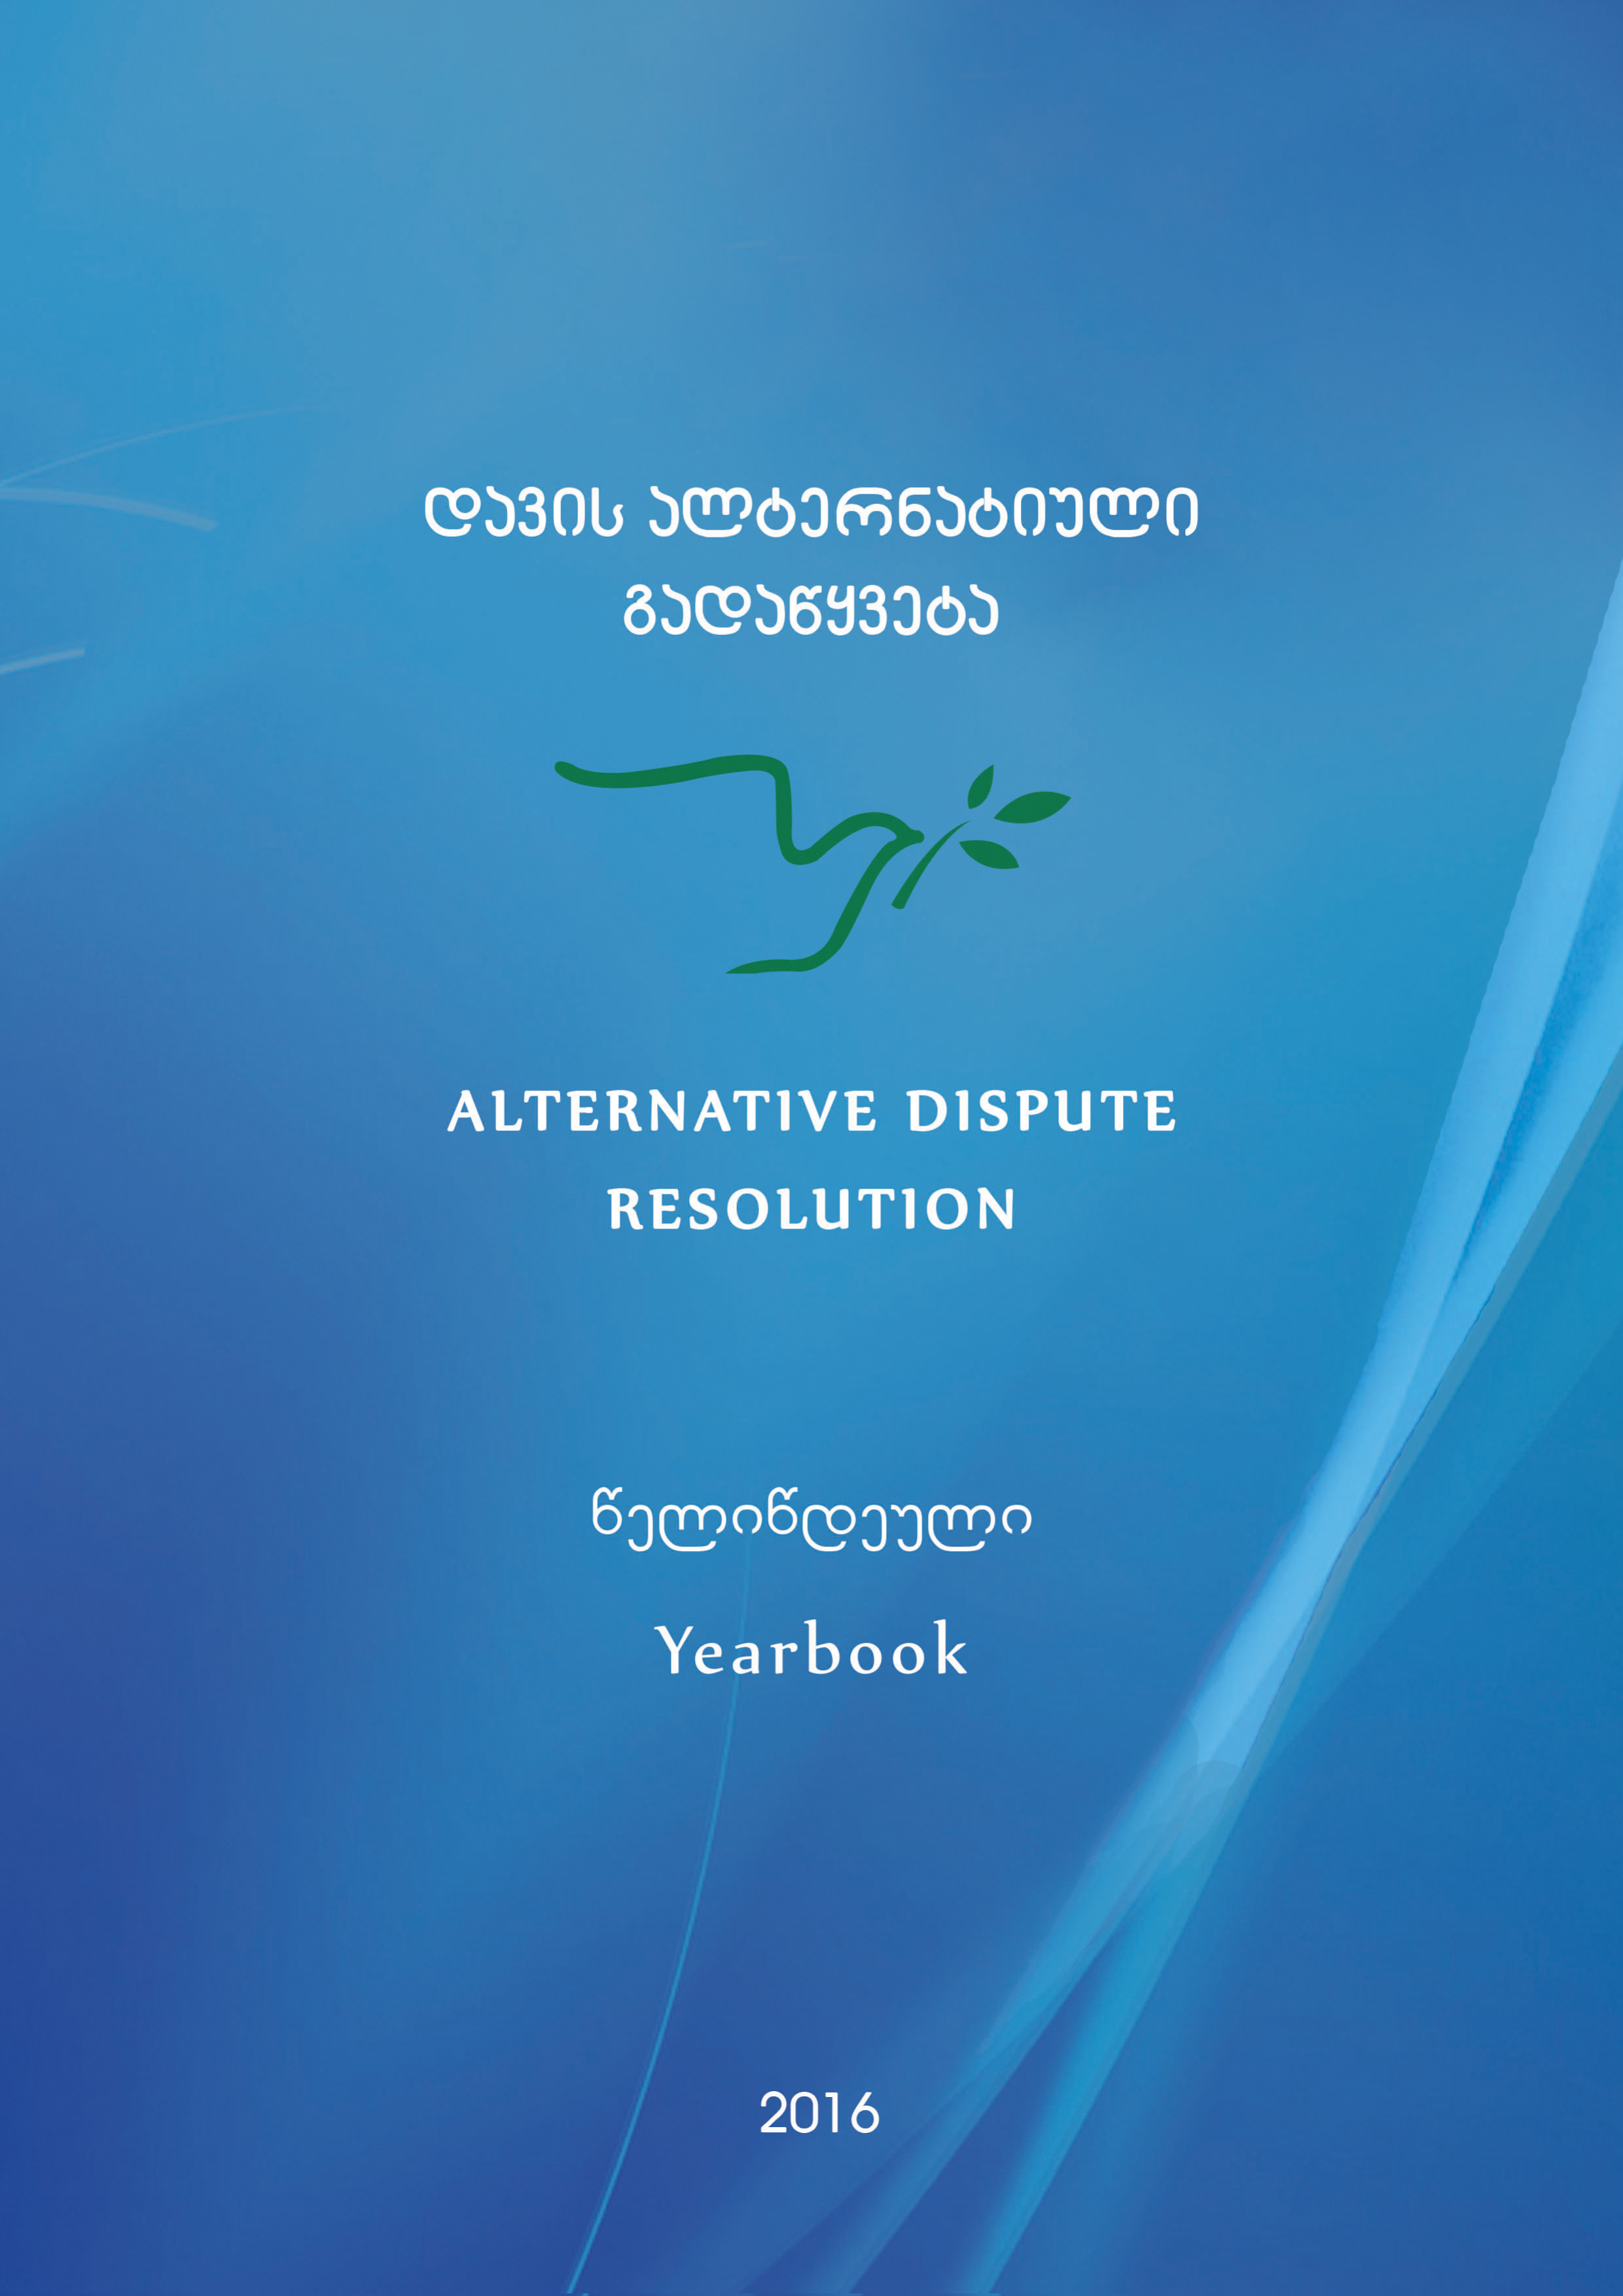 დავის ალტერნატიული
გადაწყვეტა
ALTERNATIVE DISPUTE
RESOLUTION
წელიწდეული
Yearbook
2016